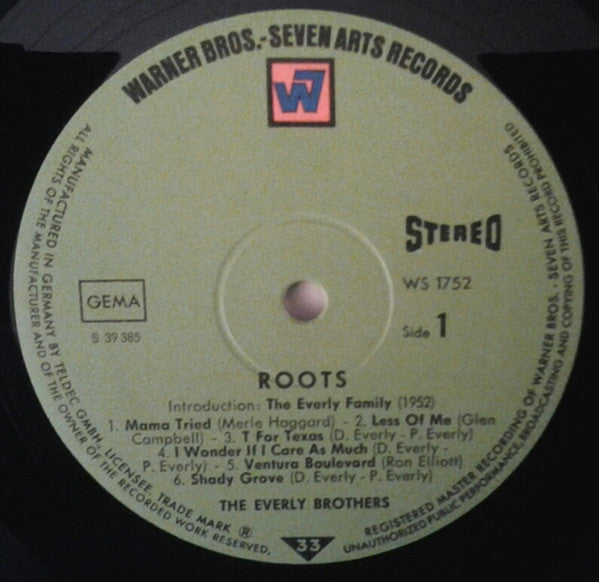 WARNER BROS.-SEVEN ARTS RECORDS
W7
STEREO
WS 1752
GEMA
S 39 385
Side 1
ROOTS
Introduction: The Everly Family (1952)
1. Mama Tried (Merle Haggard) - 2. Less Of Me (Glen
Campbell) - 3. T For Texas (D. Everly - P. Everly)
4. I Wonder If I Care As Much (D. Everly -
P. Everly) - 5. Ventura Boulevard (Ron Elliott)
6. Shady Grove (D. Everly - P. Everly)
THE EVERLY BROTHERS
33
MANUFACTURED IN GERMANY BY TELDEC GMBH., LICENSEE, TRADE MARK ®
ALL RIGHTS OF THE MANUFACTURER AND OF THE OWNER OF THE RECORDED WORK RESERVED,
REGISTERED MASTER RECORDING OF WARNER BROS. - SEVEN ARTS RECORDS
UNAUTHORIZED PUBLIC PERFORMANCE, BROADCASTING AND COPYING OF THIS RECORD PROHIBITED